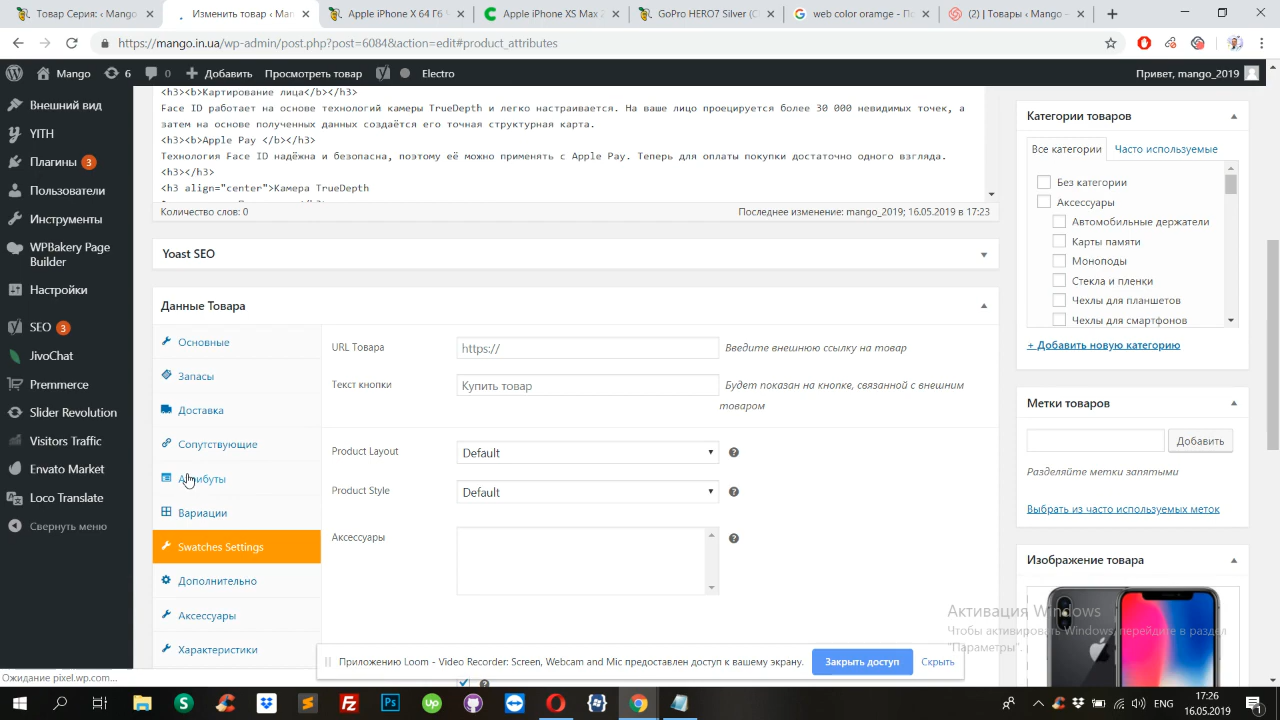 Товар Серия:
(2) Товары ‹ Man
Apple iPhone X 64 Гб
Apple iPhone XS Max
GoPro HERO7 Silver (C
web color orange - По
(2) | Товары ‹ Mango –
https://mango.in.ua/wp-admin/post.php?post=6084&action=edit#product_attributes
Mango 6 0 Добавить Просмотреть товар Electro Привет, mango_2019
Внешний вид
YITH
Плагины 3
Пользователи
Инструменты
WPBakery Page
Builder
Настройки
SEO 3
JivoChat
Premmerce
Slider Revolution
Visitors Traffic
Envato Market
Loco Translate
Свернуть меню
<h3><b>Картирование лица</b></h3>
Face ID работает на основе технологий камеры TrueDepth и легко настраивается. На ваше лицо проецируется более 30 000 невидимых точек, а
затем на основе полученных данных создаётся его точная структурная карта.
<h3><b>Apple Pay </b></h3>
Технология Face ID надёжна и безопасна, поэтому её можно применять с Apple Pay. Теперь для оплаты покупки достаточно одного взгляда.
<h3></h3>
<h3 align="center">Камера TrueDepth
Количество слов: 0
Последнее изменение: mango_2019; 16.05.2019 в 17:23
Yoast SEO
Данные Товара
Основные
Запасы
Доставка
Сопутствующие
Атрибуты
Вариации
Swatches Settings
Дополнительно
Аксессуары
Характеристики
URL Товара
https://
Введите внешнюю ссылку на товар
Текст кнопки
Купить товар
Будет показан на кнопке, связанной с внешним
товаром
Product Layout
Default
Product Style
Default
Аксессуары
Категории товаров
Все категории
Часто используемые
Без категории
Аксессуары
Автомобильные держатели
Карты памяти
Моноподы
Стекла и пленки
Чехлы для планшетов
Чехлы для смартфонов
+ Добавить новую категорию
Метки товаров
Добавить
Разделяйте метки запятыми
Выбрать из часто используемых меток
Изображение товара
Активация Windows
Чтобы активировать Windows, перейдите в раздел
"Параметры".
Приложению Loom - Video Recorder: Screen, Webcam and Mic предоставлен доступ к вашему экрану.
Закрыть доступ
Скрыть
Ожидание pixel.wp.com...
ENG
17:26
16.05.2019